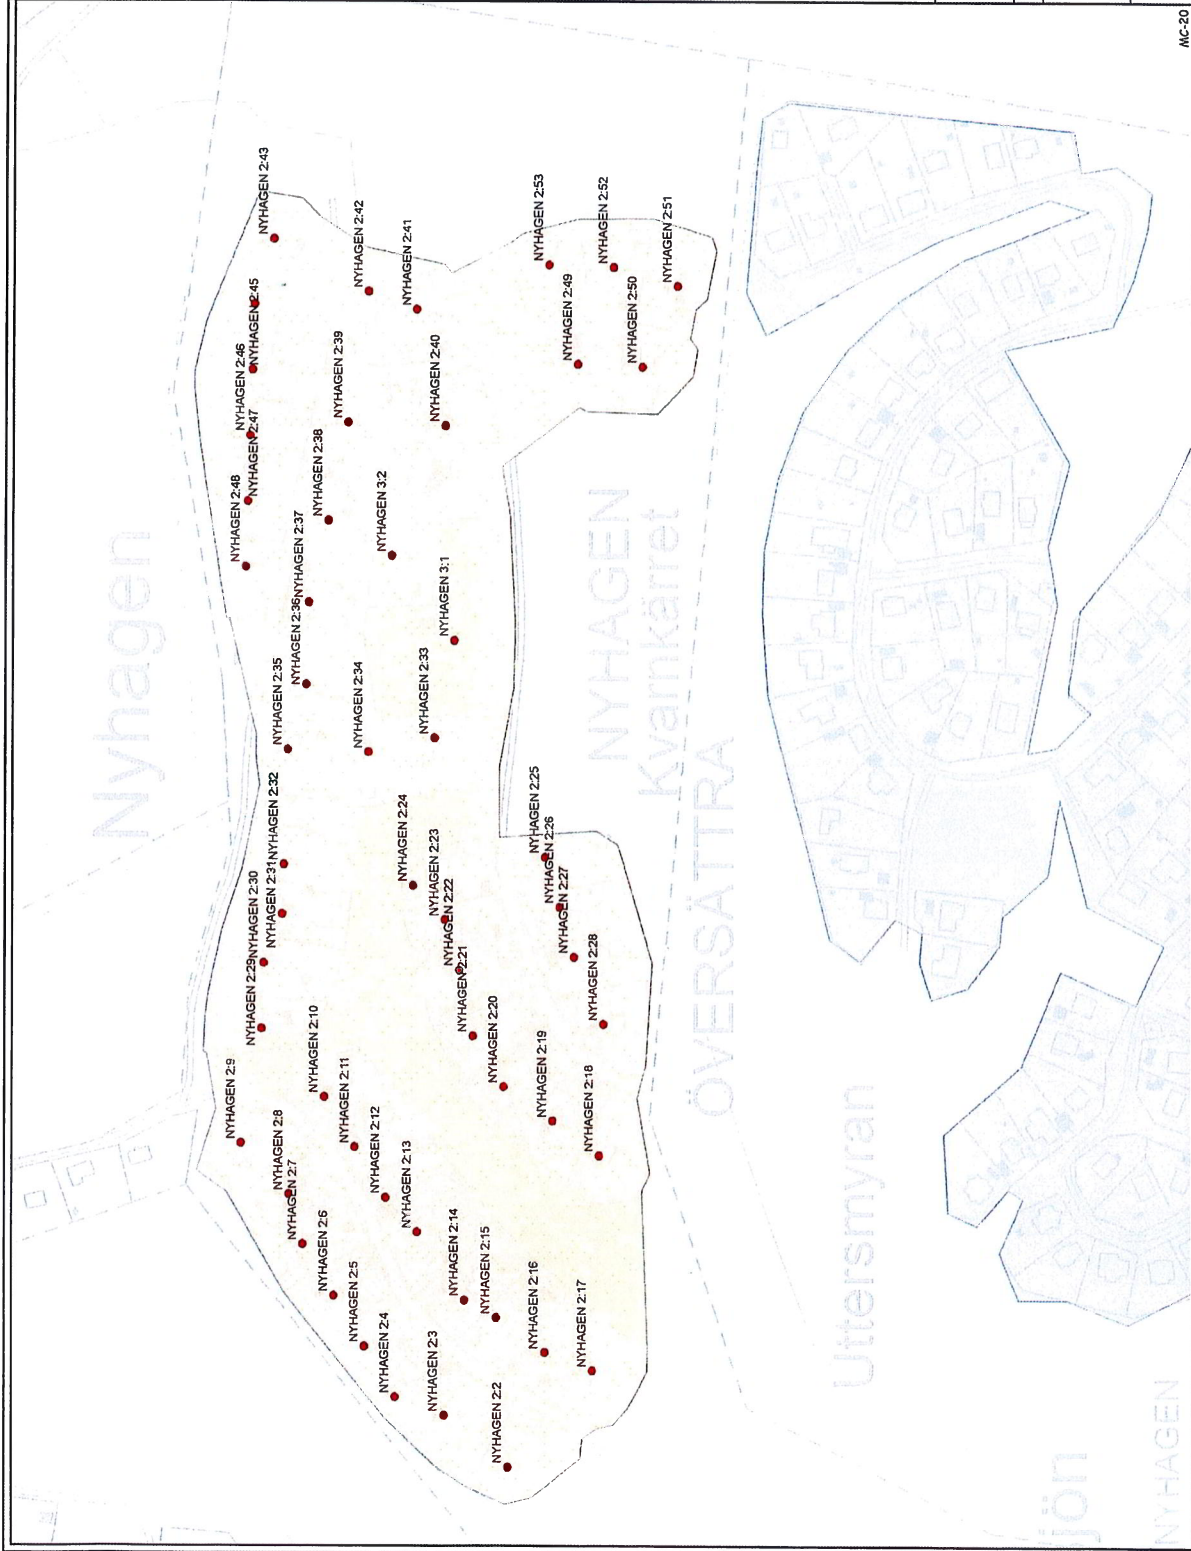 Nyhagen
NYHAGEN 2:2
NYHAGEN 2:3
NYHAGEN 2:4
NYHAGEN 2:5
NYHAGEN 2:6
NYHAGEN 2:7
NYHAGEN 2:8
NYHAGEN 2:9
NYHAGEN 2:10
NYHAGEN 2:11
NYHAGEN 2:12
NYHAGEN 2:13
NYHAGEN 2:14
NYHAGEN 2:15
NYHAGEN 2:16
NYHAGEN 2:17
NYHAGEN 2:18
NYHAGEN 2:19
NYHAGEN 2:20
NYHAGEN 2:21
NYHAGEN 2:22
NYHAGEN 2:23
NYHAGEN 2:24
NYHAGEN 2:25
NYHAGEN 2:26
NYHAGEN 2:27
NYHAGEN 2:28
NYHAGEN 2:29
NYHAGEN 2:30
NYHAGEN 2:31
NYHAGEN 2:32
NYHAGEN 2:33
NYHAGEN 2:34
NYHAGEN 2:35
NYHAGEN 2:36
NYHAGEN 2:37
NYHAGEN 2:38
NYHAGEN 2:39
NYHAGEN 2:40
NYHAGEN 2:41
NYHAGEN 2:42
NYHAGEN 2:43
NYHAGEN 2:45
NYHAGEN 2:46
NYHAGEN 2:47
NYHAGEN 2:48
NYHAGEN 2:49
NYHAGEN 2:50
NYHAGEN 2:51
NYHAGEN 2:52
NYHAGEN 2:53
NYHAGEN 3:1
NYHAGEN 3:2
NYHAGEN
Kvarnkärret
ÖVERSÄTTRA
Uttersmyran
jön
NYHAGEN
MC-20